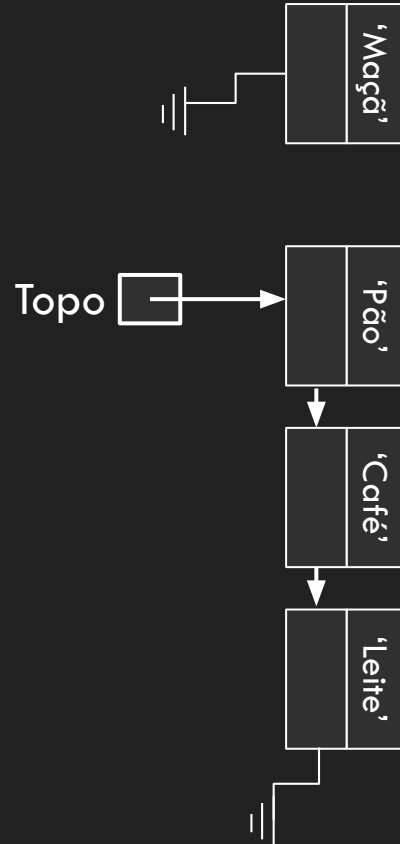 ‘Maçã’
Topo
‘Pão’
‘Café’
‘Leite’